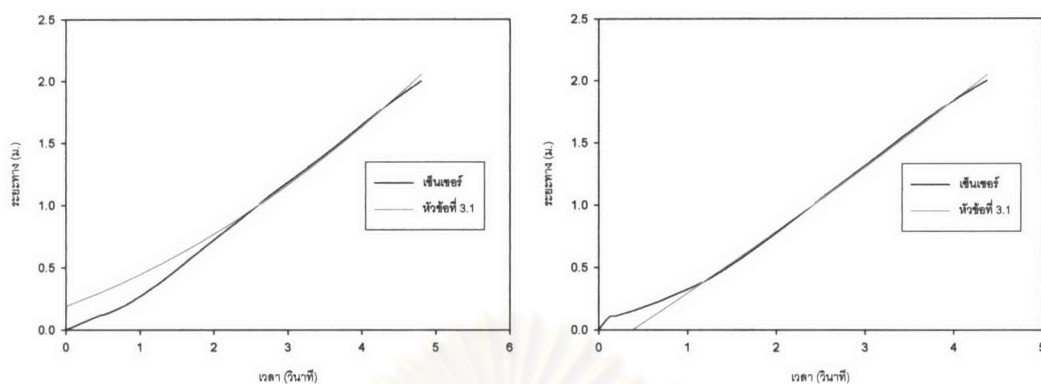 2.5
2.0
1.5
1.0
0.5
0.0
ระยะทาง (ม.)
เซ็นเซอร์
หัวข้อที่ 3.1
0 1 2 3 4 5 6
เวลา (วินาที)
2.5
2.0
1.5
1.0
0.5
0.0
ระยะทาง (ม.)
เซ็นเซอร์
หัวข้อที่ 3.1
0 1 2 3 4 5
เวลา (วินาที)